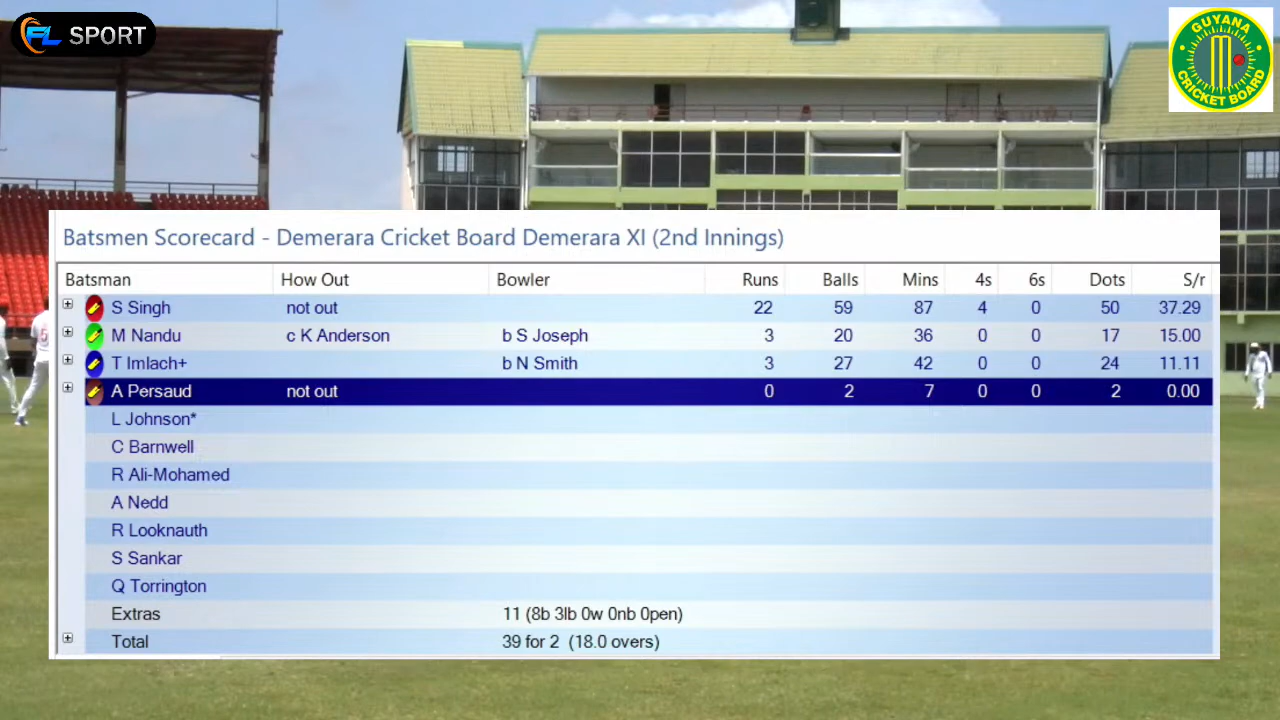 FL SPORT
GUYANA
CRICKET BOARD
Batsmen Scorecard - Demerara Cricket Board Demerara XI (2nd Innings)
Batsman How Out Bowler Runs Balls Mins 4s 6s Dots S/r
S Singh not out 22 59 87 4 0 50 37.29
M Nandu c K Anderson b S Joseph 3 20 36 0 0 17 15.00
T Imlach+ b N Smith 3 27 42 0 0 24 11.11
A Persaud not out 0 2 7 0 0 2 0.00
L Johnson*
C Barnwell
R Ali-Mohamed
A Nedd
R Looknauth
S Sankar
Q Torrington
Extras 11 (8b 3lb 0w 0nb 0pen)
Total 39 for 2 (18.0 overs)